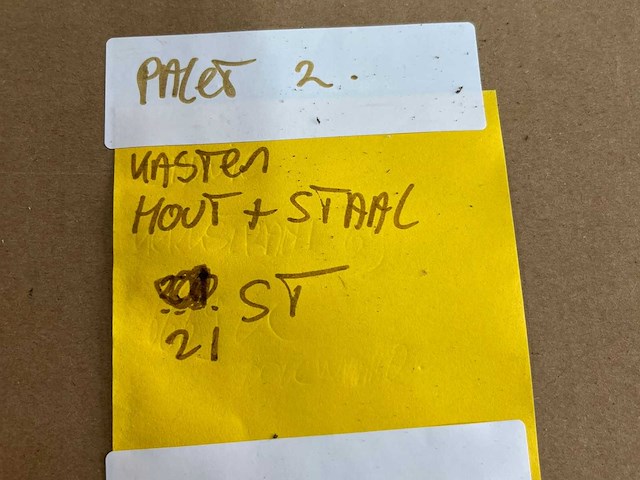 PALET 2.
KASTEN
HOUT + STAAL
ST
21